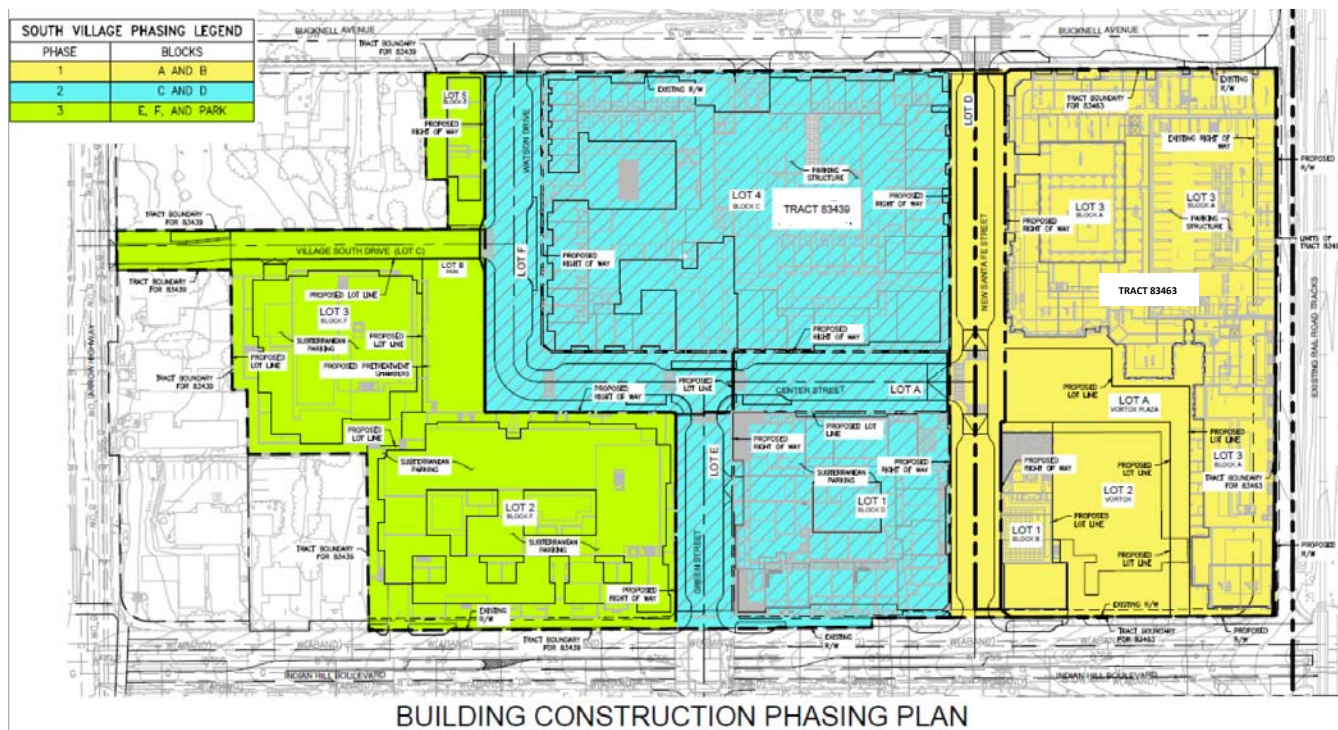 SOUTH VILLAGE PHASING LEGEND
PHASE BLOCKS
1 A AND B
2 C AND D
3 E, F, AND PARK
BUCKNELL AVENUE
BUCKNELL AVENUE
TRACT BOUNDARY
FOR 83439
LOT 5
BLOCK E
PROPOSED
RIGHT OF WAY
WATSON DRIVE
EXISTING R/W
PARKING
STRUCTURE
LOT 4
BLOCK C
TRACT 83439
PROPOSED
RIGHT OF WAY
PROPOSED
RIGHT OF WAY
LOT F
LOT D
NEW SANTA FE STREET
TRACT BOUNDARY
FOR 83463
EXISTING
R/W
EXISTING RIGHT OF
WAY
PROPOSED
R/W
PROPOSED
RIGHT OF WAY
LOT 3
BLOCK A
LOT 3
BLOCK A
PARKING
STRUCTURE
LIMITS OF
TRACT
TRACT 83463
EXISTING RAILROAD TRACKS
TRACT BOUNDARY
FOR 83439
VILLAGE SOUTH DRIVE (LOT C)
LOT B
TRACT BOUNDARY
FOR 83439
PROPOSED LOT LINE
LOT 3
BLOCK F
SUBTERRANEAN
PARKING
PROPOSED
LOT LINE
PROPOSED PRETREATMENT
CHAMBERS
PROPOSED
LOT LINE
TRACT BOUNDARY
FOR 83439
ARROW HIGHWAY
PROPOSED
LOT LINE
PROPOSED
RIGHT OF WAY
PROPOSED
RIGHT OF WAY
PROPOSED
LOT LINE
CENTER STREET
LOT A
PROPOSED LOT
LINE
SUBTERRANEAN
PARKING
LOT 2
BLOCK F
SUBTERRANEAN
PARKING
TRACT BOUNDARY
FOR 83439
PROPOSED
RIGHT OF WAY
EXISTING
R/W
TRACT BOUNDARY
FOR 83439
LOT E
GREEN STREET
PROPOSED
RIGHT OF WAY
PROPOSED
RIGHT OF WAY
SUBTERRANEAN
PARKING
LOT 1
BLOCK D
EXISTING
R/W
PROPOSED
LOT LINE
LOT A
VORTOX PLAZA
PROPOSED
LOT LINE
LOT 3
BLOCK A
PROPOSED
RIGHT OF WAY
PROPOSED
LOT LINE
TRACT BOUNDARY
FOR 83463
LOT 2
VORTOX
PROPOSED
LOT LINE
LOT 1
BLOCK B
PROPOSED
LOT LINE
PROPOSED
R/W
EXISTING R/W
TRACT BOUNDARY
FOR 83463
PROPOSED
R/W
INDIAN HILL BOULEVARD
INDIAN HILL BOULEVARD
BUILDING CONSTRUCTION PHASING PLAN